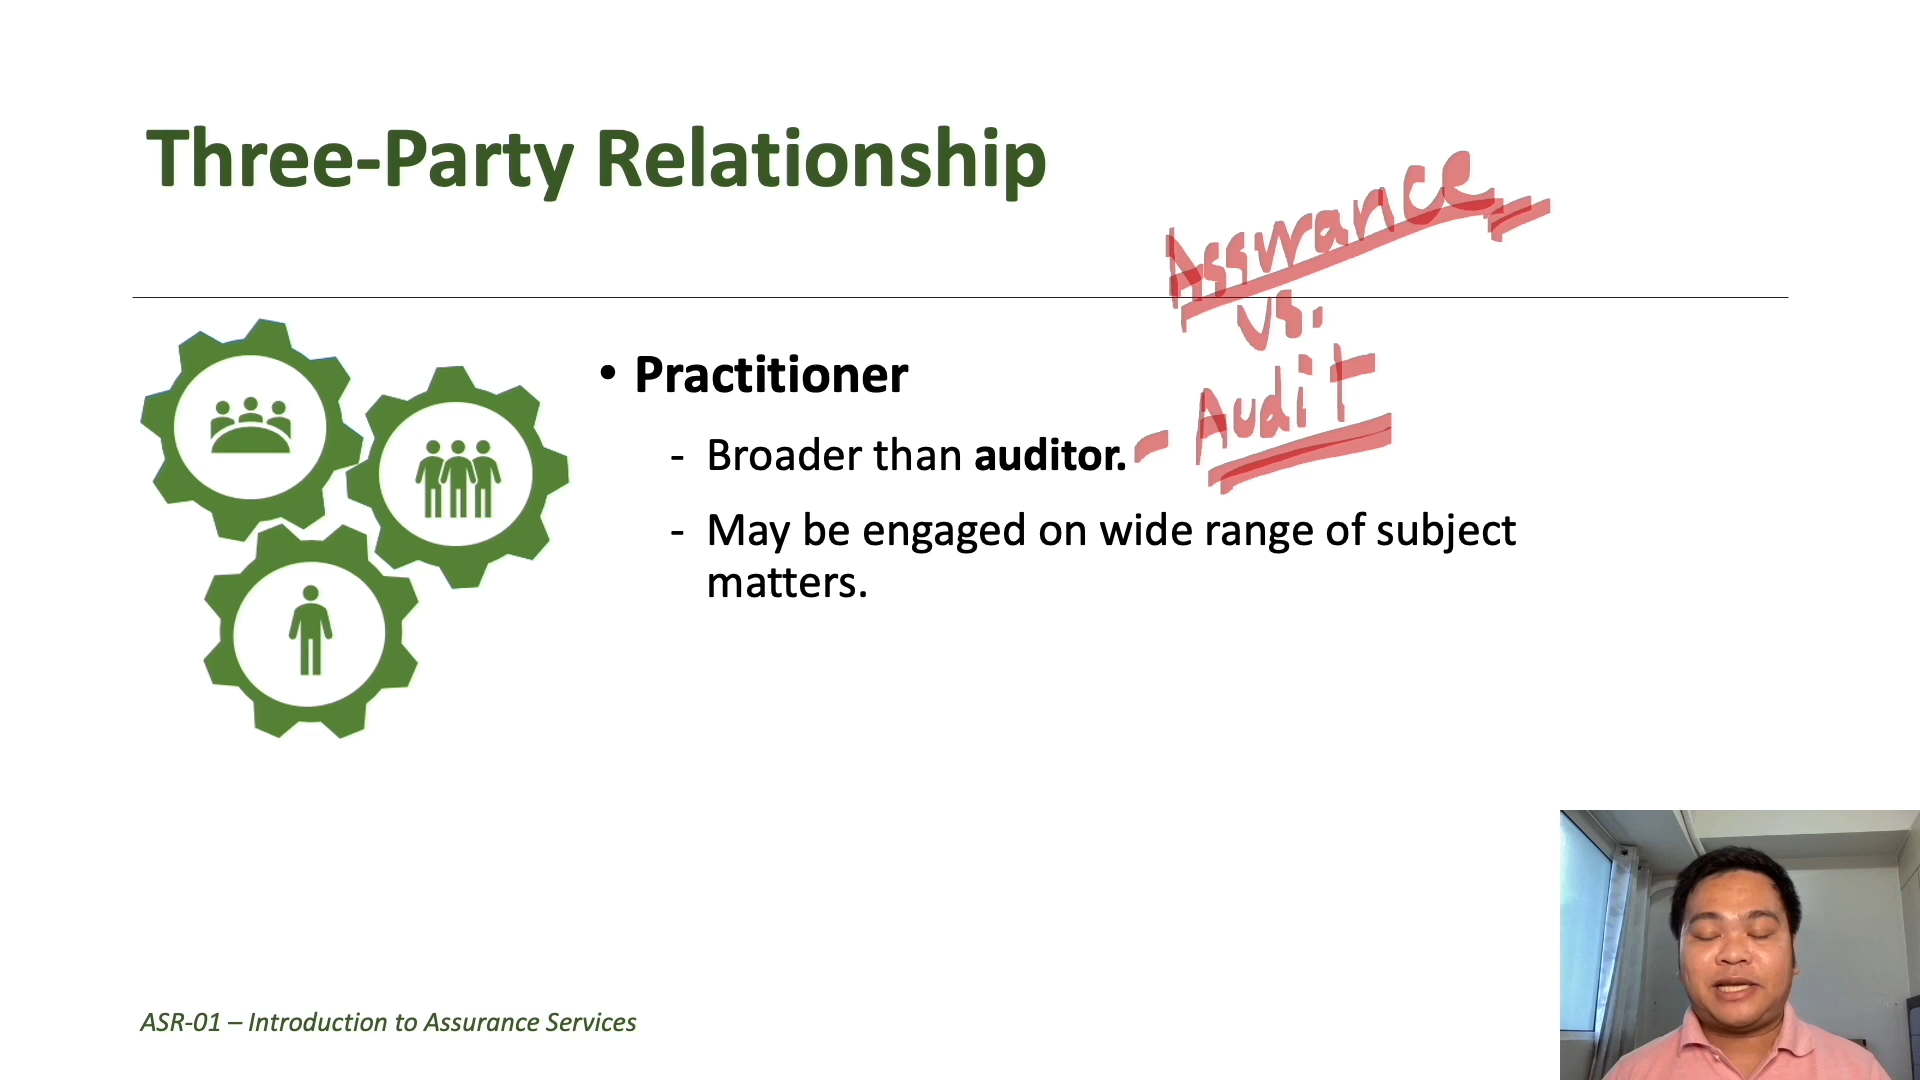 Three-Party Relationship
Assurance
vs.
Audit
• Practitioner
- Broader than auditor.
- May be engaged on wide range of subject
matters.
ASR-01 – Introduction to Assurance Services